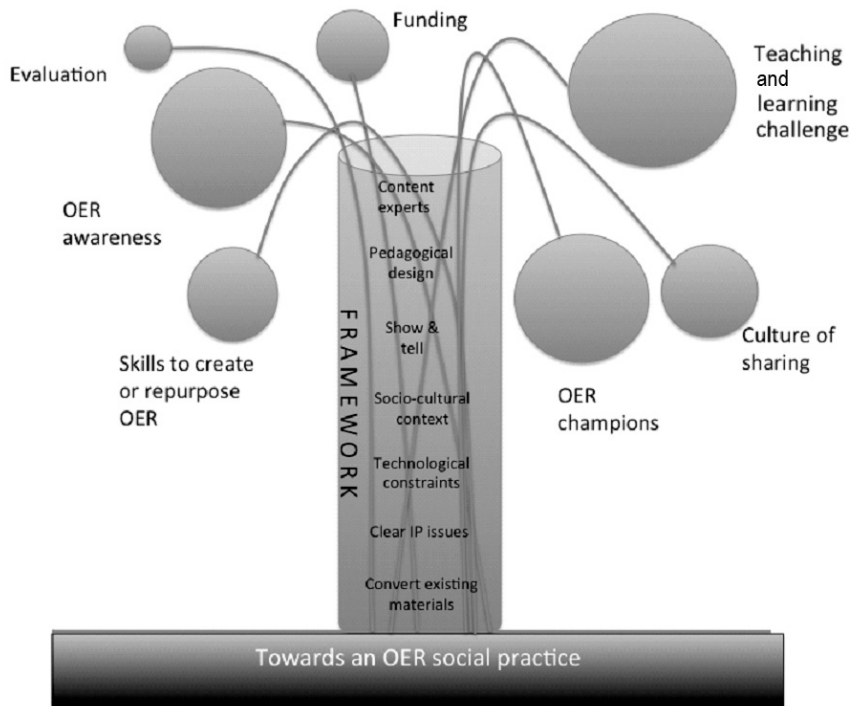 Funding
Evaluation
Teaching
and
learning
challenge
OER
awareness
Skills to create
or repurpose
OER
FRAMEWORK
Content
experts
Pedagogical
design
Show &
tell
Socio-cultural
context
Technological
constraints
Clear IP issues
Convert existing
materials
OER
champions
Culture of
sharing
Towards an OER social practice